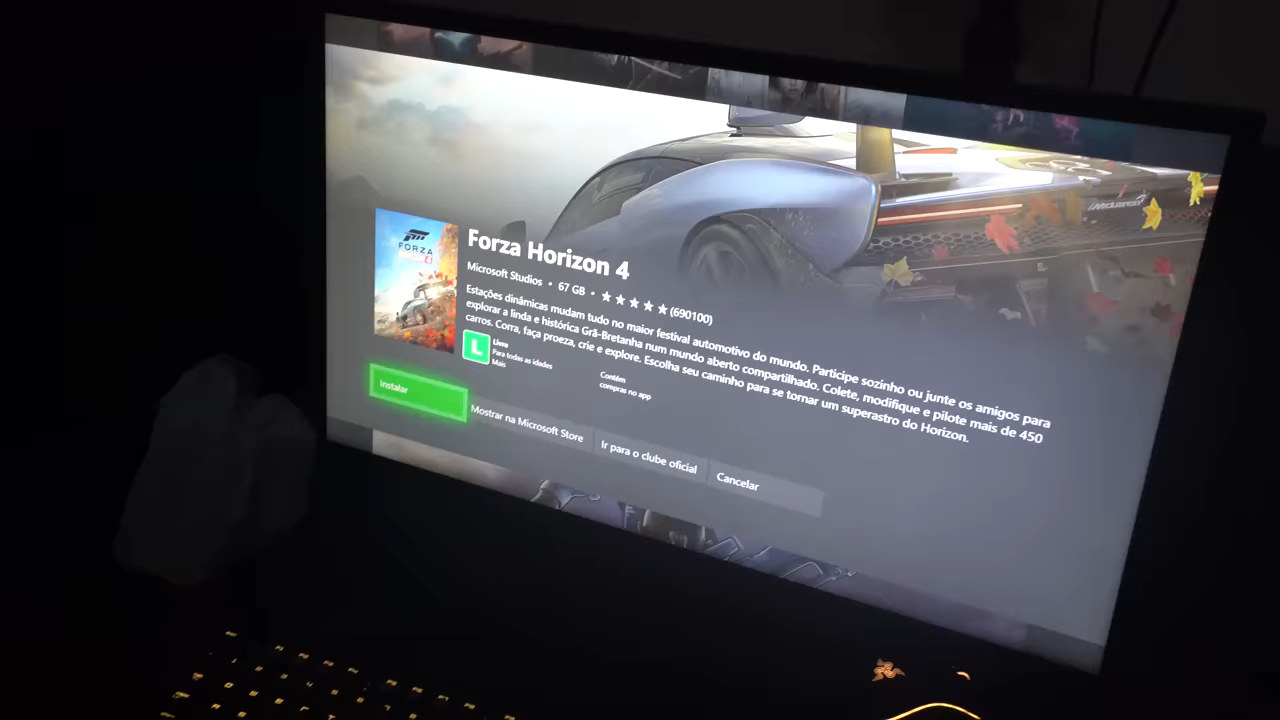 McLaren
FORZA
Forza Horizon 4
Microsoft Studios • 67 GB • ★★★★★ (690100)
Estações dinâmicas mudam tudo no maior festival automotivo do mundo. Participe sozinho ou junte os amigos para
explorar a linda e histórica Grã-Bretanha num mundo aberto compartilhado. Colete, modifique e pilote mais de 450
carros. Corra, faça proeza, crie e explore. Escolha seu caminho para se tornar um superastro do Horizon.
L
Livre
Para todas as idades
Mais
Contém
compras no app
Instalar
Mostrar na Microsoft Store
Ir para o clube oficial
Cancelar